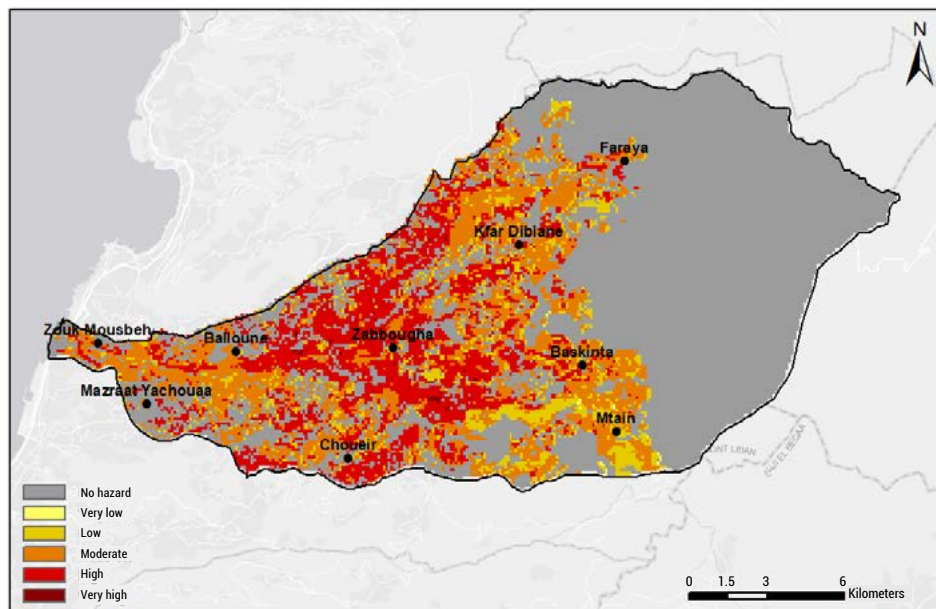 N
Faraya
Kfar Dibiane
Zouk Mousbeh
Balloune
Zabbougha
Baskinta
Mazraat Yachouaa
Mtain
Choueir
No hazard
Very low
Low
Moderate
High
Very high
0 1.5 3 6
Kilometers